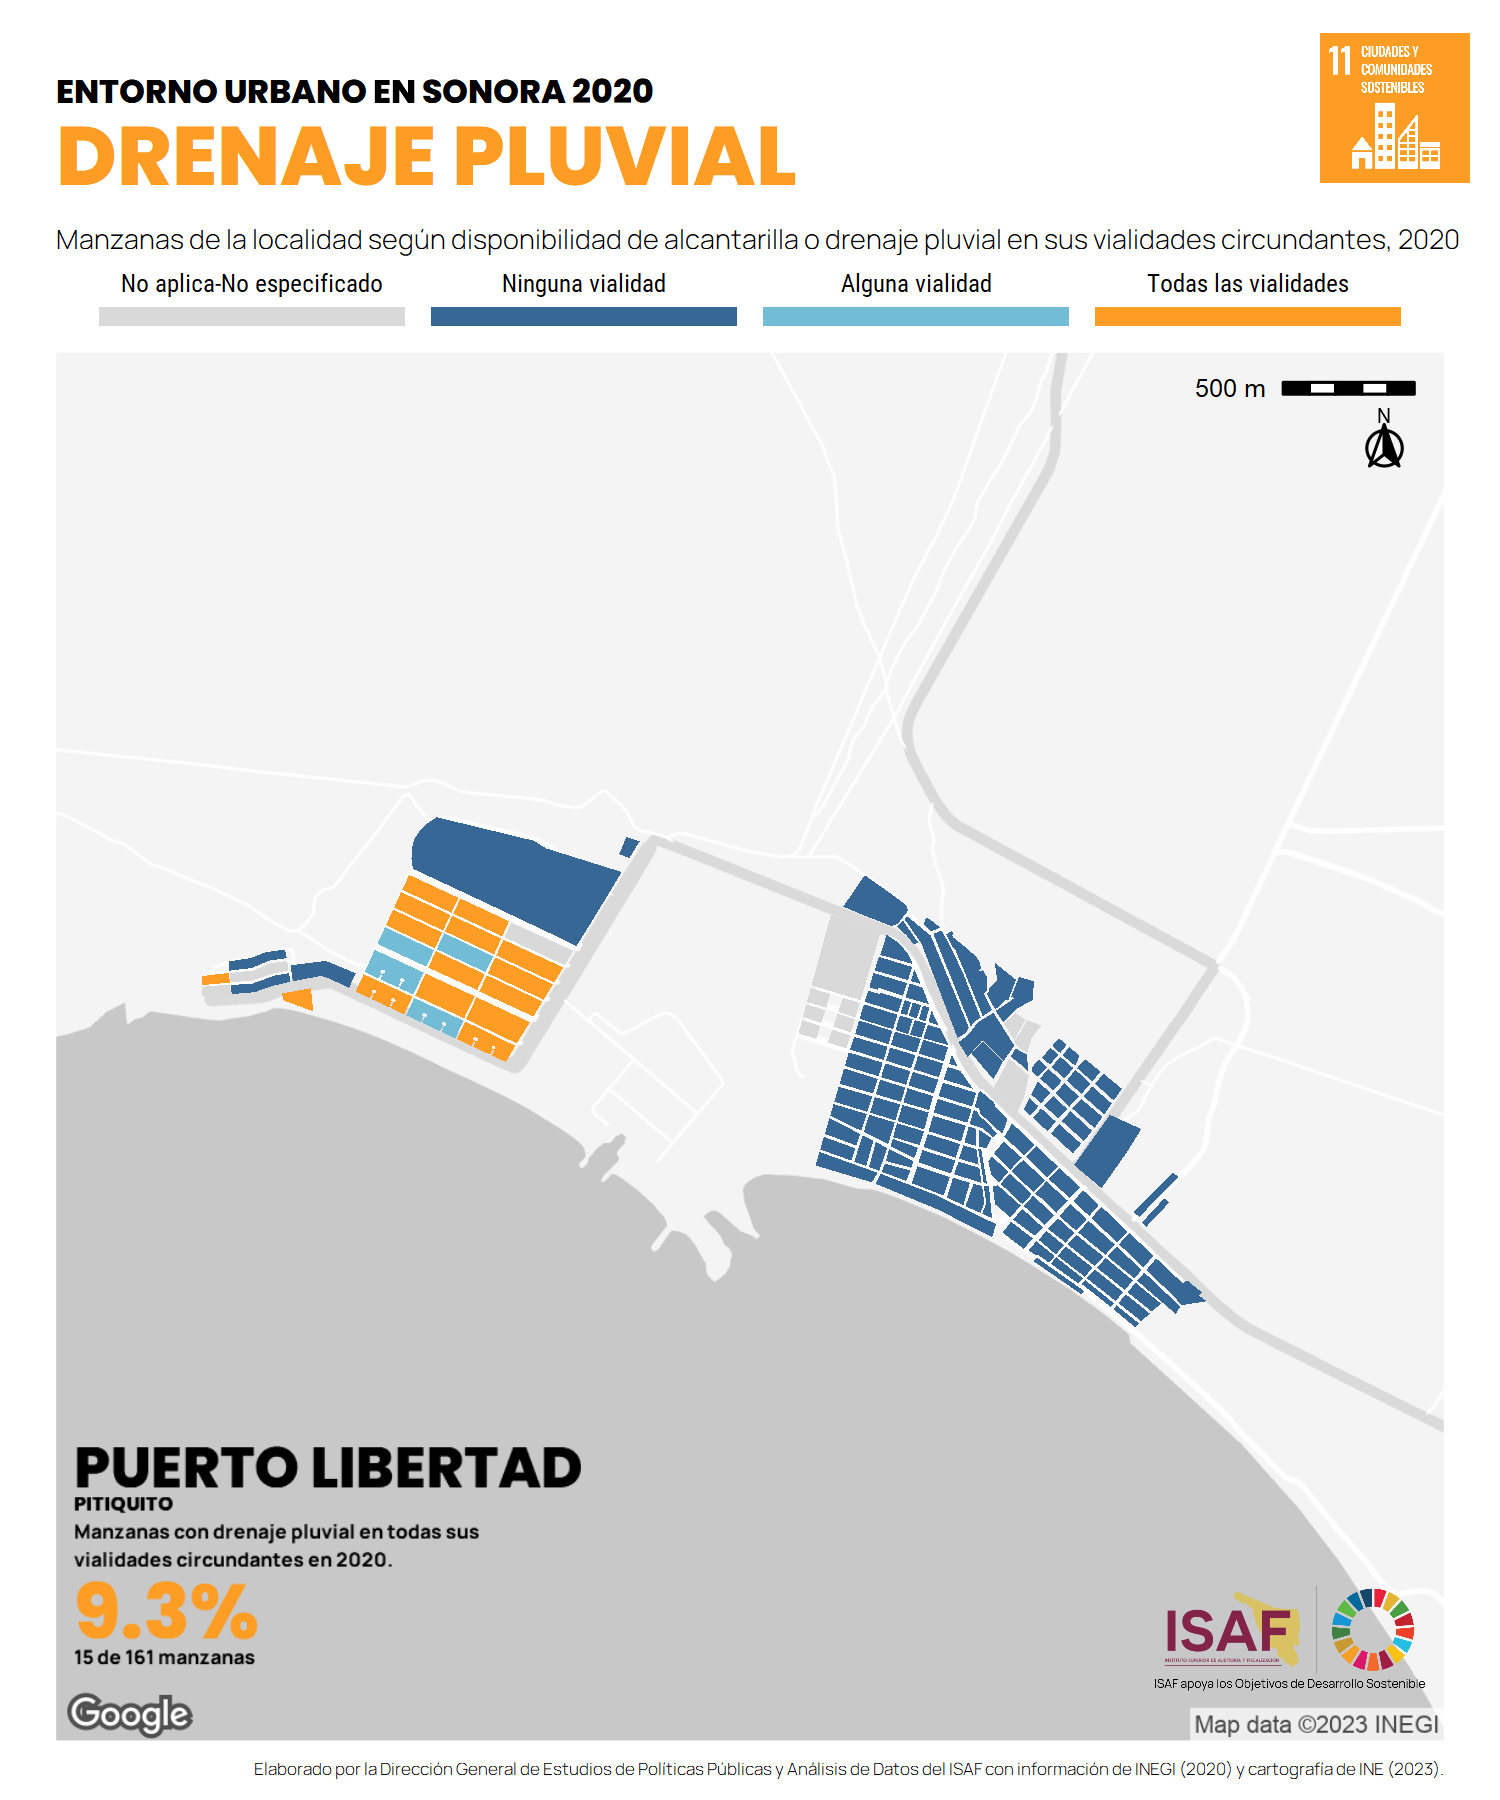 11 CIUDADES Y
COMUNIDADES
SOSTENIBLES
ENTORNO URBANO EN SONORA 2020
DRENAJE PLUVIAL
Manzanas de la localidad según disponibilidad de alcantarilla o drenaje pluvial en sus vialidades circundantes, 2020
No aplica-No especificado Ninguna vialidad Alguna vialidad Todas las vialidades
500 m
N
PUERTO LIBERTAD
PITIQUITO
Manzanas con drenaje pluvial en todas sus
vialidades circundantes en 2020.
9.3%
15 de 161 manzanas
ISAF
INSTITUTO SUPERIOR DE AUDITORÍA Y FISCALIZACIÓN
ISAF apoya los Objetivos de Desarrollo Sostenible
Google
Map data ©2023 INEGI
Elaborado por la Dirección General de Estudios de Políticas Públicas y Análisis de Datos del ISAF con información de INEGI (2020) y cartografía de INE (2023).